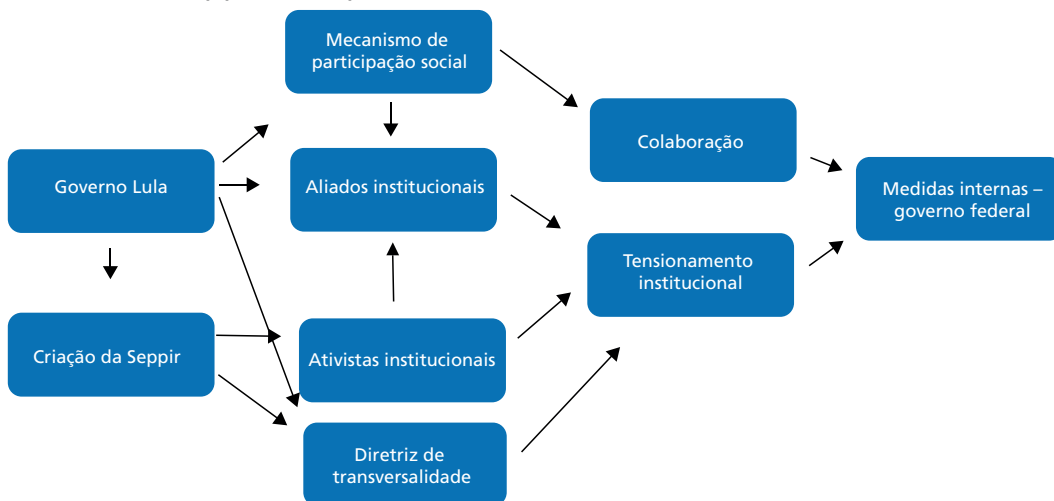 Mecanismo de
participação social
Colaboração
Governo Lula
Aliados institucionais
Medidas internas –
governo federal
Tensionamento
institucional
Criação da Seppir
Ativistas institucionais
Diretriz de
transversalidade